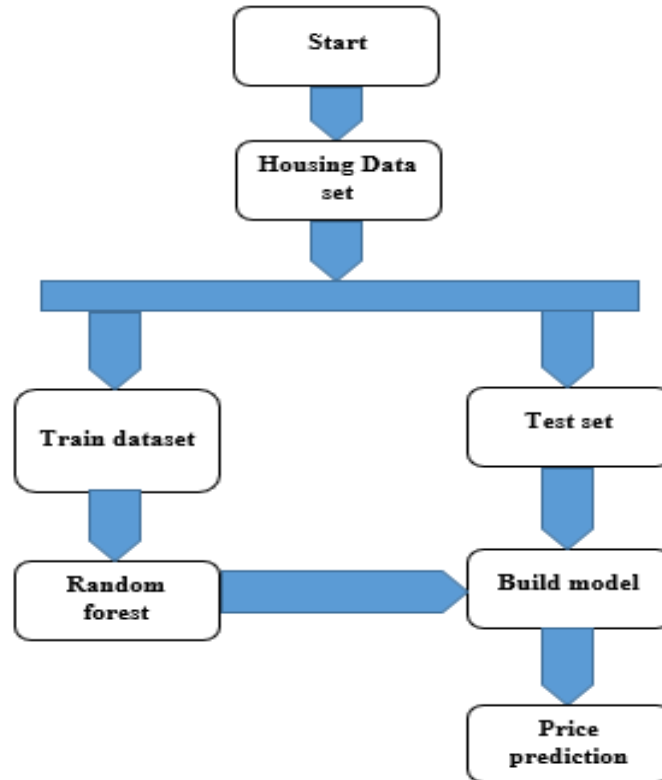 Start
Housing Data
set
Train dataset
Test set
Random
forest
Build model
Price
prediction